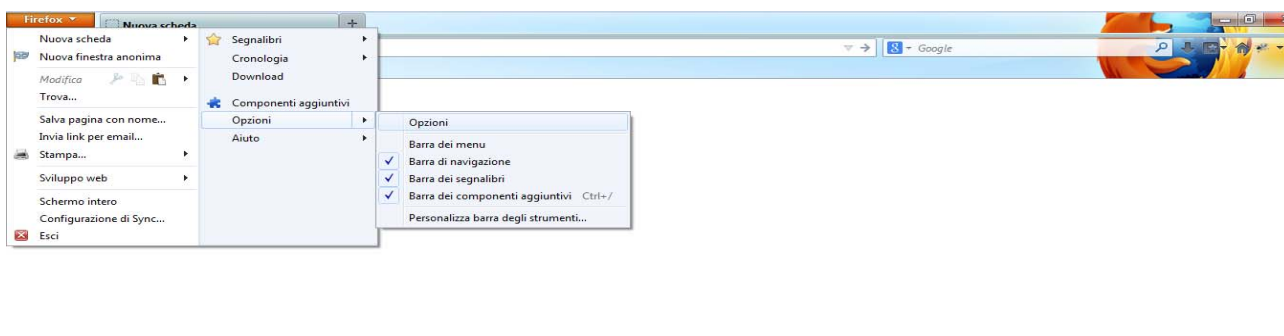 Firefox
Nuova scheda
+
Google
Nuova scheda
Nuova finestra anonima
Modifica
Trova...
Salva pagina con nome...
Invia link per email...
Stampa...
Sviluppo web
Schermo intero
Configurazione di Sync...
Esci
Segnalibri
Cronologia
Download
Componenti aggiuntivi
Opzioni
Aiuto
Opzioni
Barra dei menu
Barra di navigazione
Barra dei segnalibri
Barra dei componenti aggiuntivi Ctrl+/
Personalizza barra degli strumenti...